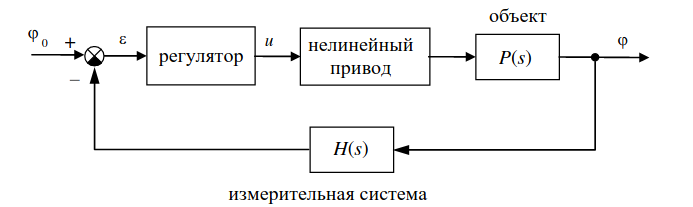 объект
φ₀ + ε регулятор u нелинейный привод P(s) φ
−
H(s)
измерительная система